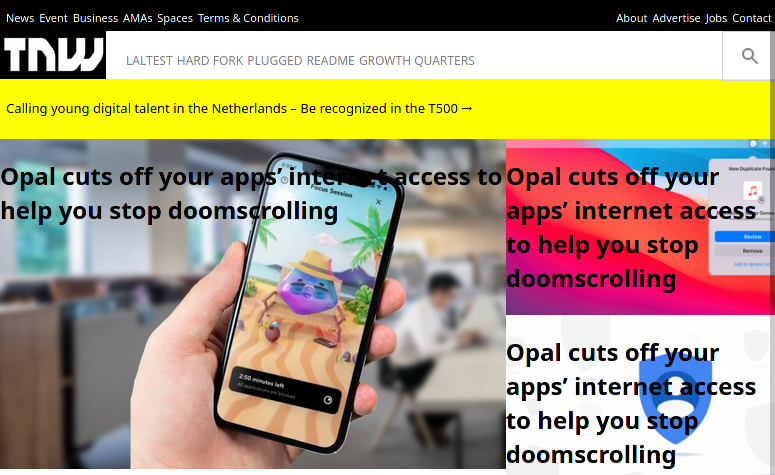 News Event Business AMAs Spaces Terms & Conditions
About Advertise Jobs Contact
TNW
LALTEST HARD FORK PLUGGED README GROWTH QUARTERS
Calling young digital talent in the Netherlands – Be recognized in the T500 →
Opal cuts off your apps’ internet access to
help you stop doomscrolling
Focus Session
2:50 minutes left
All applications are blocked
Opal cuts off your
apps’ internet access
to help you stop
doomscrolling
New Duplicate Foun
Review
Remove
Opal cuts off your
apps’ internet access
to help you stop
doomscrolling